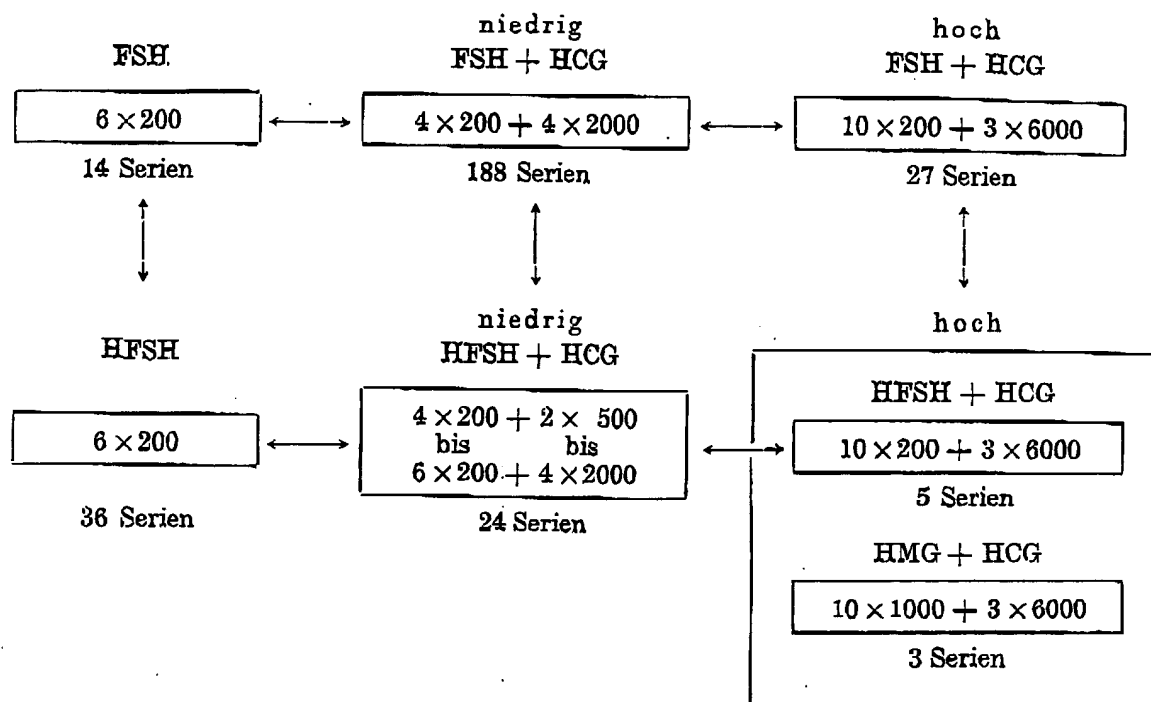 niedrig
hoch
FSH
FSH + HCG
FSH + HCG
6 × 200
4 × 200 + 4 × 2000
10 × 200 + 3 × 6000
14 Serien
188 Serien
27 Serien
niedrig
hoch
HFSH
HFSH + HCG
HFSH + HCG
4 × 200 + 2 × 500
6 × 200
bis bis
10 × 200 + 3 × 6000
6 × 200 + 4 × 2000
5 Serien
36 Serien
24 Serien
HMG + HCG
10 × 1000 + 3 × 6000
3 Serien